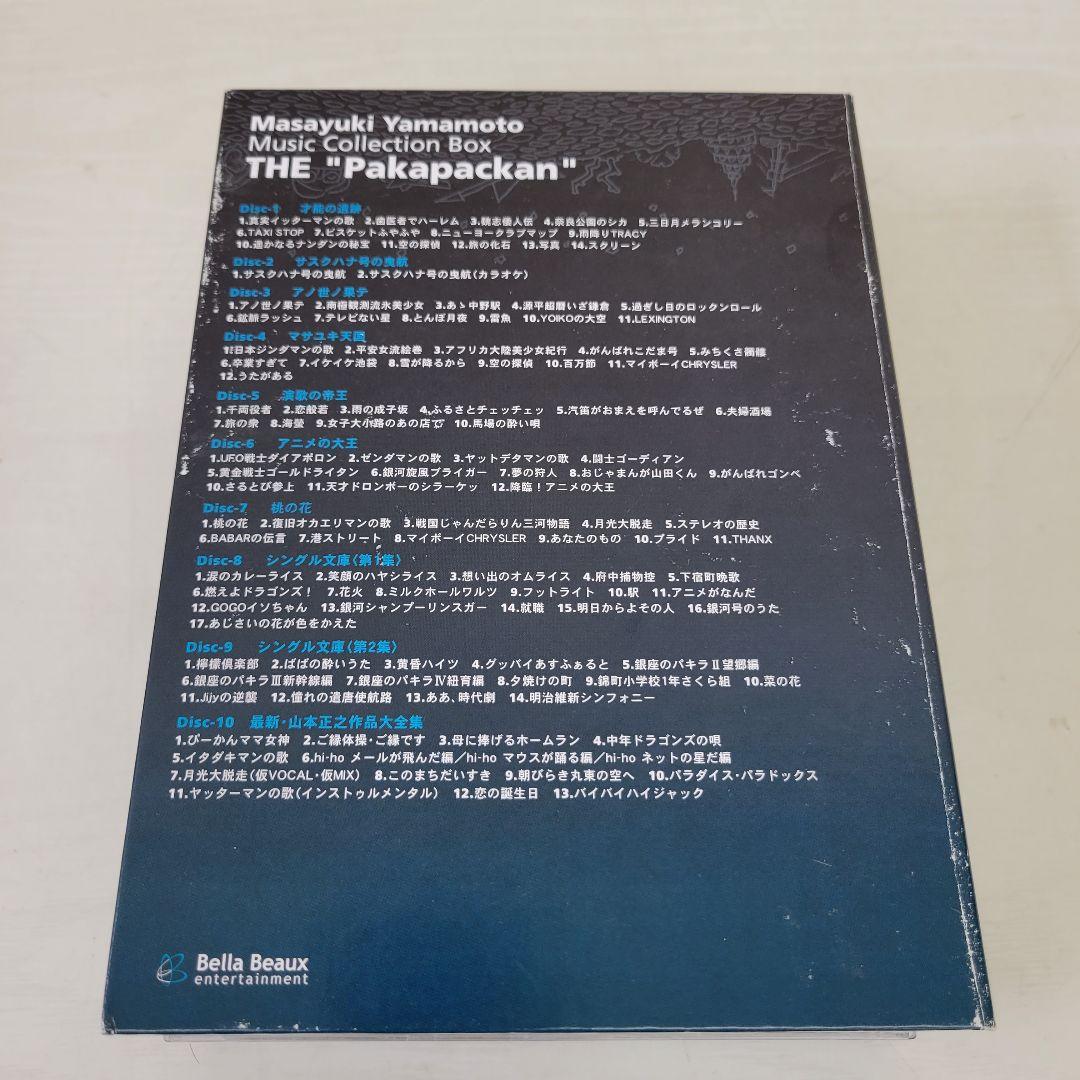 Masayuki Yamamoto
Music Collection Box
THE "Pakapackan"
Disc-1 才能の遺跡
1.真実イッターマンの歌 2.歯医者でハーレム 3.魏志倭人伝 4.奈良公園のシカ 5.三日月メランコリー
6.TAXI STOP 7.ビスケットふやふや 8.ニューヨーククラブマップ 9.雨降りTRACY
10.遥かなるナンダンの秘宝 11.空の探偵 12.旅の化石 13.写真 14.スクリーン
Disc-2 サスクハナ号の曳航
1.サスクハナ号の曳航 2.サスクハナ号の曳航(カラオケ)
Disc-3 アノ世ノ果テ
1.アノ世ノ果テ 2.南極観測流氷美少女 3.あゝ中野駅 4.源平超磨いざ鎌倉 5.過ぎし日のロックンロール
6.鉱脈ラッシュ 7.テレビない星 8.とんぼ月夜 9.雷魚 10.YOIKOの大空 11.LEXINGTON
Disc-4 マサユキ天国
1.日本ジンダマンの歌 2.平安女流絵巻 3.アフリカ大陸美少女紀行 4.がんばれこだま号 5.みちくさ髑髏
6.卒業すぎて 7.イケイケ池袋 8.雪が降るから 9.空の探偵 10.百万節 11.マイボーイCHRYSLER
12.うたがある
Disc-5 演歌の帝王
1.千両役者 2.恋般若 3.雨の成子坂 4.ふるさとチェッチェッ 5.汽笛がおまえを呼んでるぜ 6.夫婦酒場
7.旅の衆 8.海螢 9.女子大小路のあの店で 10.馬場の酔い唄
Disc-6 アニメの大王
1.U.F.O戦士ダイアポロン 2.ゼンダマンの歌 3.ヤットデタマンの歌 4.闘士ゴーディアン
5.黄金戦士ゴールドライタン 6.銀河旋風ブライガー 7.夢の狩人 8.おじゃまんが山田くん 9.がんばれゴンベ
10.さるとび参上 11.天才ドロンボーのシラーケッ 12.降臨!アニメの大王
Disc-7 桃の花
1.桃の花 2.復旧オカエリマンの歌 3.戦国じゃんだらりん三河物語 4.月光大脱走 5.ステレオの歴史
6.BABARの伝言 7.港ストリート 8.マイボーイCHRYSLER 9.あなたのもの 10.プライド 11.THANX
Disc-8 シングル文庫〈第1集〉
1.涙のカレーライス 2.笑顔のハヤシライス 3.想い出のオムライス 4.府中捕物控 5.下宿町晩歌
6.燃えよドラゴンズ! 7.花火 8.ミルクホールワルツ 9.フットライト 10.駅 11.アニメがなんだ
12.GOGOイソちゃん 13.銀河シャンプーリンスガー 14.就職 15.明日からよその人 16.銀河号のうた
17.あじさいの花が色をかえた
Disc-9 シングル文庫〈第2集〉
1.檸檬倶楽部 2.ばばの酔いうた 3.黄昏ハイツ 4.グッバイあすふぁると 5.銀座のパキラⅡ望郷編
6.銀座のパキラⅢ新幹線編 7.銀座のパキラⅣ紐育編 8.夕焼けの町 9.錦町小学校1年さくら組 10.菜の花
11.Jijyの逆襲 12.憧れの遣唐使航路 13.ああ、時代劇 14.明治維新シンフォニー
Disc-10 最新・山本正之作品大全集
1.ぴーかんママ女神 2.ご縁体操・ご縁です 3.母に捧げるホームラン 4.中年ドラゴンズの唄
5.イタダキマンの歌 6.hi-ho メールが飛んだ編/hi-ho マウスが踊る編/hi-ho ネットの星だ編
7.月光大脱走(仮VOCAL・仮MIX) 8.このまちだいすき 9.朝びらき丸東の空へ 10.パラダイス・パラドックス
11.ヤッターマンの歌(インストゥルメンタル) 12.恋の誕生日 13.バイバイハイジャック
Bella Beaux
entertainment